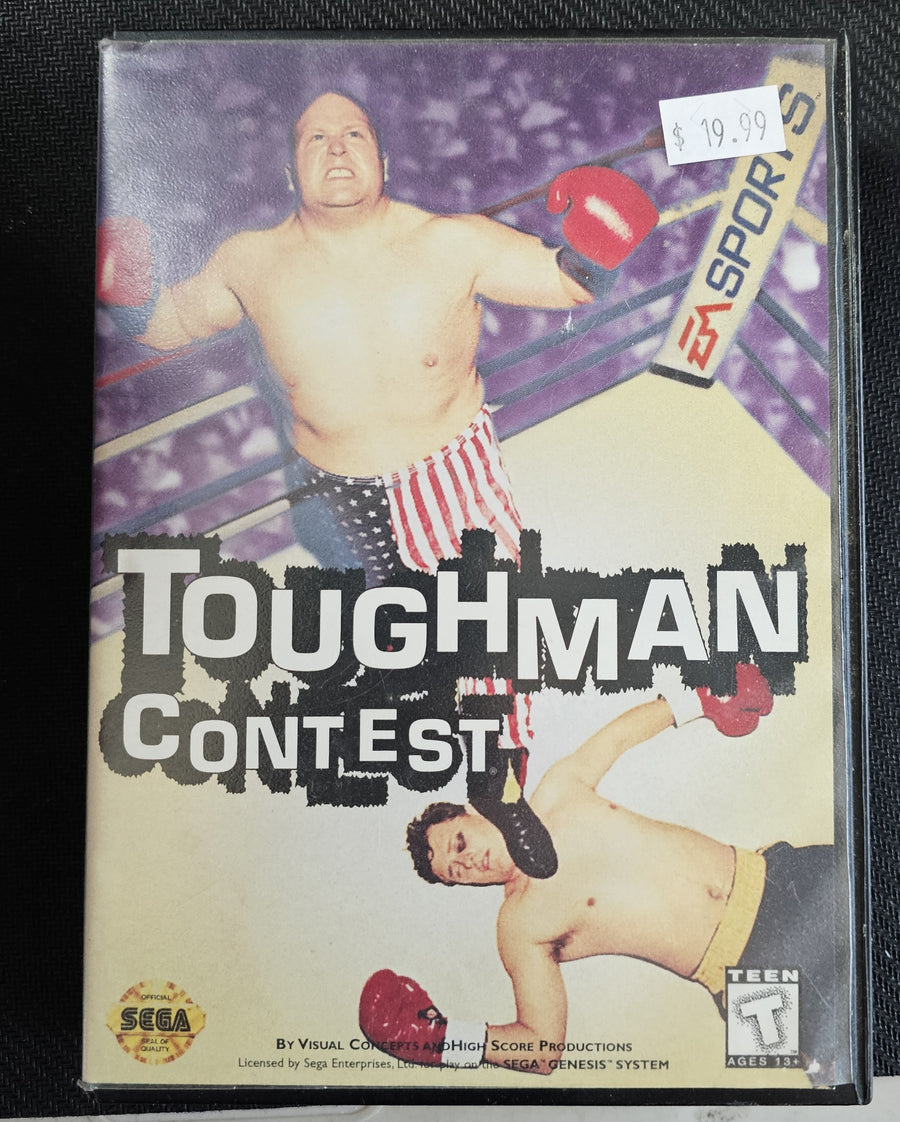 $ 19.99
EA SPORTS
TOUGHMAN
CONTEST
OFFICIAL
SEGA
SEAL OF
QUALITY
TEEN
T
AGES 13+
BY VISUAL CONCEPTS AND HIGH SCORE PRODUCTIONS
Licensed by Sega Enterprises, Ltd. for play on the SEGA™ GENESIS™ SYSTEM